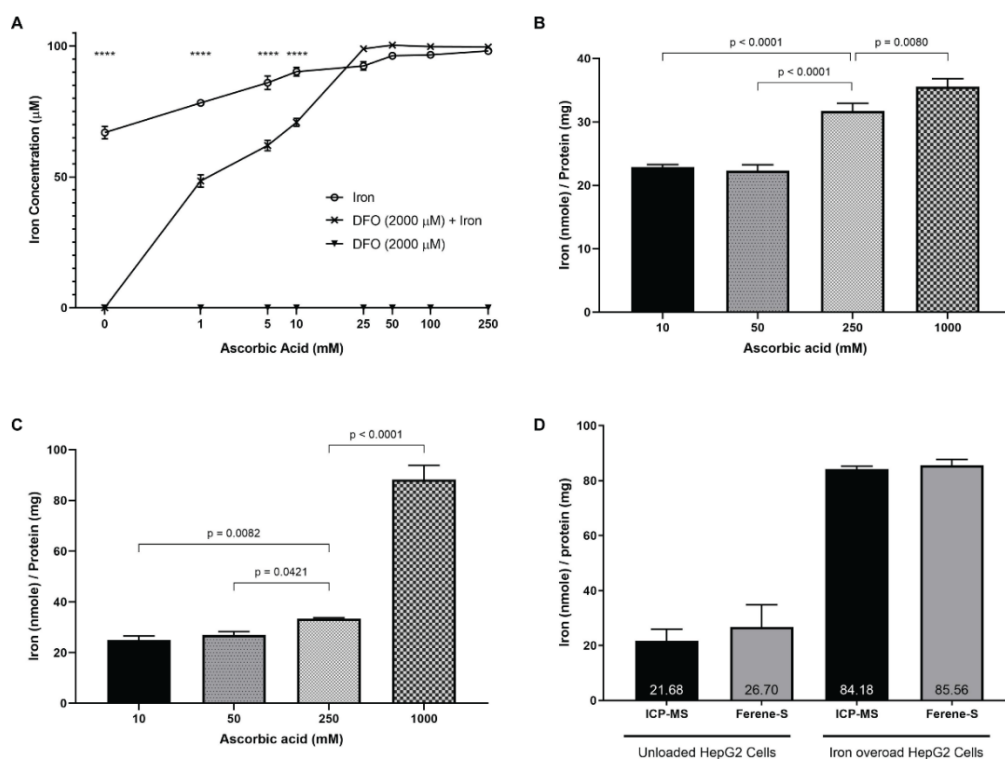 A
****
****
****
****
100
50
0
Iron Concentration (μM)
Iron
DFO (2000 μM) + Iron
DFO (2000 μM)
0 1 5 10 25 50 100 250
Ascorbic Acid (mM)
B
p < 0.0001
p = 0.0080
p < 0.0001
40
30
20
10
0
Iron (nmole) / Protein (mg)
10 50 250 1000
Ascorbic acid (mM)
C
p < 0.0001
p = 0.0082
p = 0.0421
100
80
60
40
20
0
Iron (nmole) / Protein (mg)
10 50 250 1000
Ascorbic acid (mM)
D
100
80
60
40
20
0
Iron (nmole) / protein (mg)
21.68 26.70 84.18 85.56
ICP-MS Ferene-S ICP-MS Ferene-S
Unloaded HepG2 Cells Iron overoad HepG2 Cells